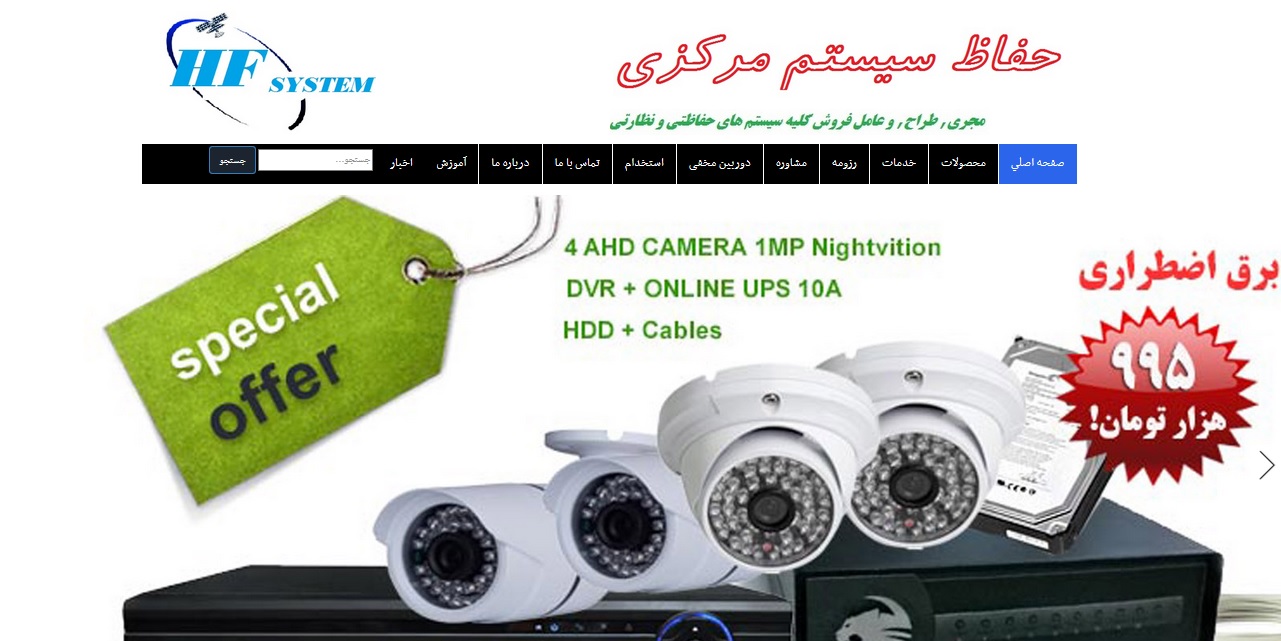 HF SYSTEM
حفاظ سیستم مرکزی
مجری , طراح , و عامل فروش کلیه سیستم های حفاظتی و نظارتی
صفحه اصلي محصولات خدمات رزومه مشاوره دوربین مخفی استخدام تماس با ما درباره ما آموزش اخبار جستجو... جستجو
special
offer
4 AHD CAMERA 1MP Nightvition
DVR + ONLINE UPS 10A
HDD + Cables
برق اضطراری
۹۹۵
هزار تومان!